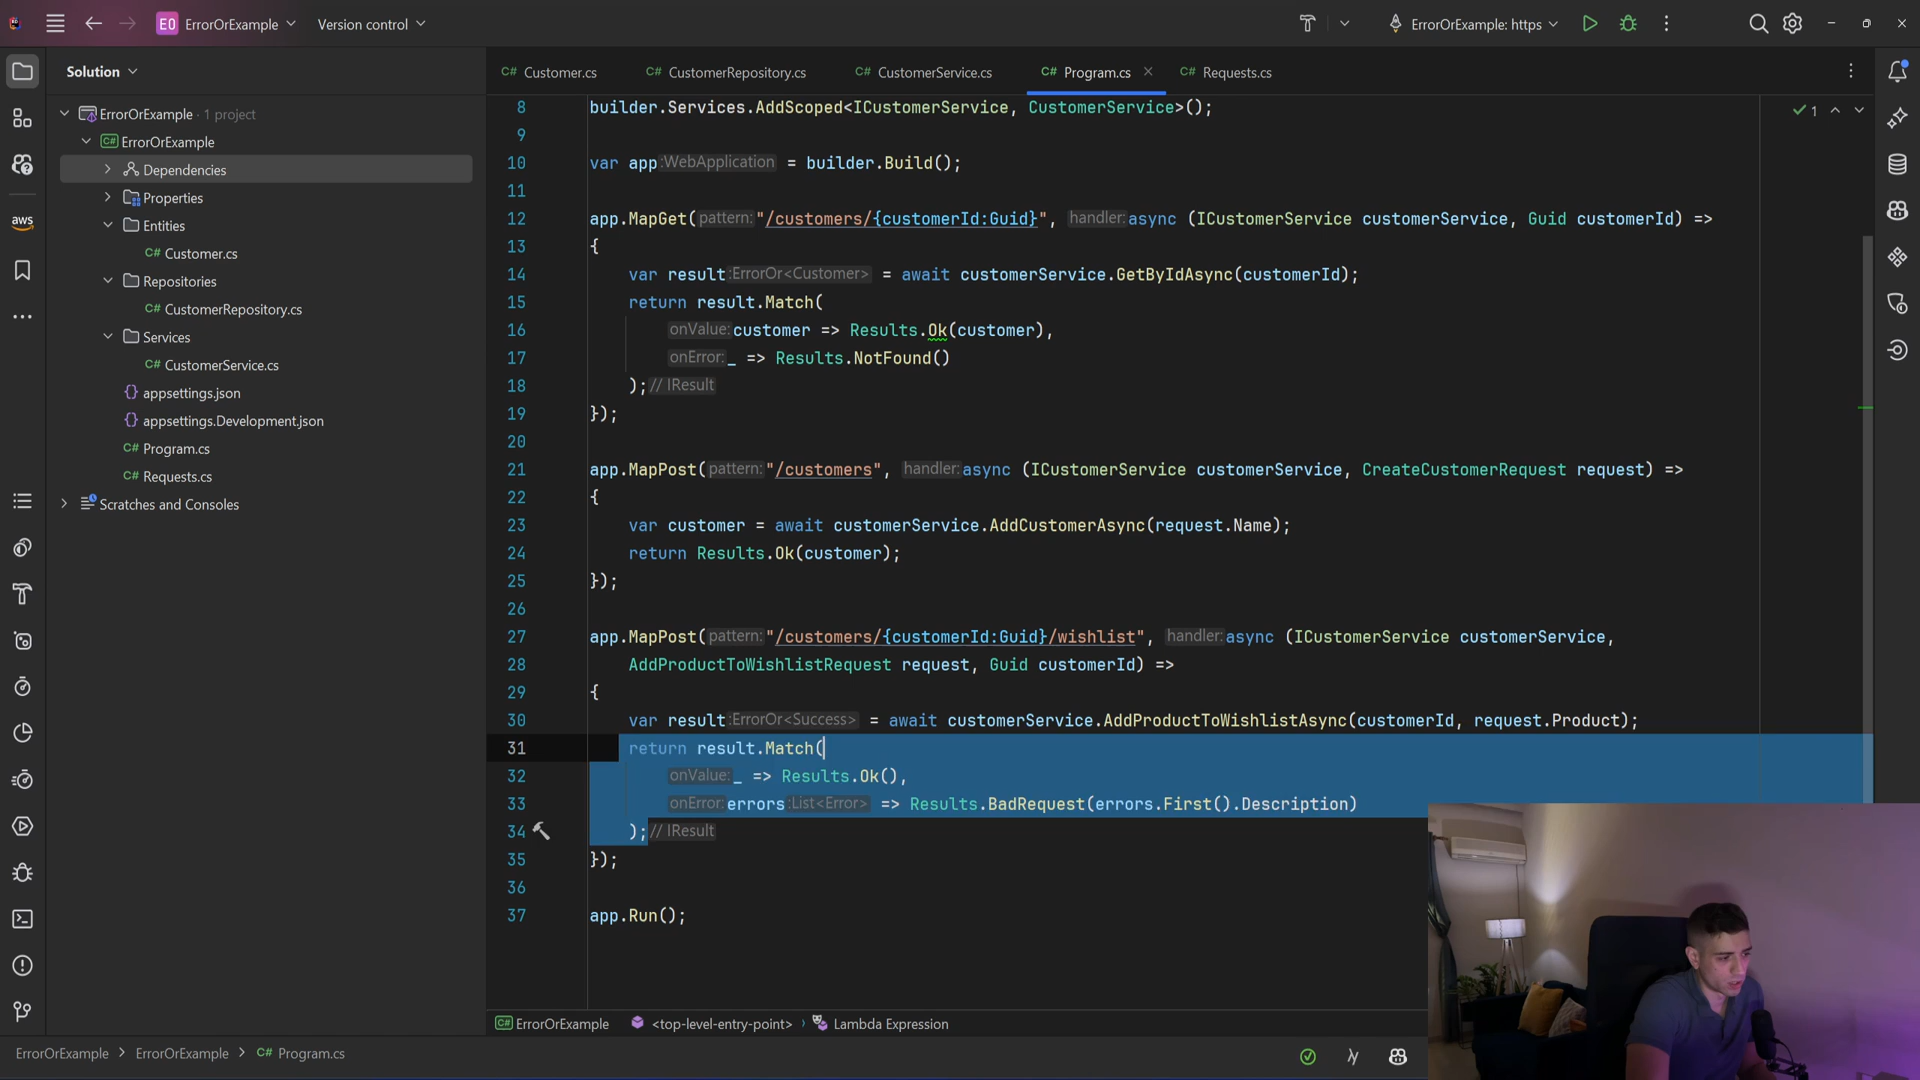 EO ErrorOrExample Version control ErrorOrExample: https
Solution
Customer.cs CustomerRepository.cs CustomerService.cs Program.cs Requests.cs
ErrorOrExample · 1 project
ErrorOrExample
Dependencies
Properties
Entities
C# Customer.cs
Repositories
C# CustomerRepository.cs
Services
C# CustomerService.cs
appsettings.json
appsettings.Development.json
C# Program.cs
C# Requests.cs
Scratches and Consoles
aws
1
8 builder.Services.AddScoped<ICustomerService, CustomerService>();
9
10 var app :WebApplication = builder.Build();
11
12 app.MapGet( pattern: "/customers/{customerId:Guid}", handler: async (ICustomerService customerService, Guid customerId) =>
13 {
14 var result :ErrorOr<Customer> = await customerService.GetByIdAsync(customerId);
15 return result.Match(
16 onValue: customer => Results.Ok(customer),
17 onError: _ => Results.NotFound()
18 ); // IResult
19 });
20
21 app.MapPost( pattern: "/customers", handler: async (ICustomerService customerService, CreateCustomerRequest request) =>
22 {
23 var customer = await customerService.AddCustomerAsync(request.Name);
24 return Results.Ok(customer);
25 });
26
27 app.MapPost( pattern: "/customers/{customerId:Guid}/wishlist", handler: async (ICustomerService customerService,
28 AddProductToWishlistRequest request, Guid customerId) =>
29 {
30 var result :ErrorOr<Success> = await customerService.AddProductToWishlistAsync(customerId, request.Product);
31 return result.Match(
32 onValue: _ => Results.Ok(),
33 onError: errors :List<Error> => Results.BadRequest(errors.First().Description)
34 ); // IResult
35 });
36
37 app.Run();
C# ErrorOrExample <top-level-entry-point> › Lambda Expression
ErrorOrExample > ErrorOrExample > C# Program.cs